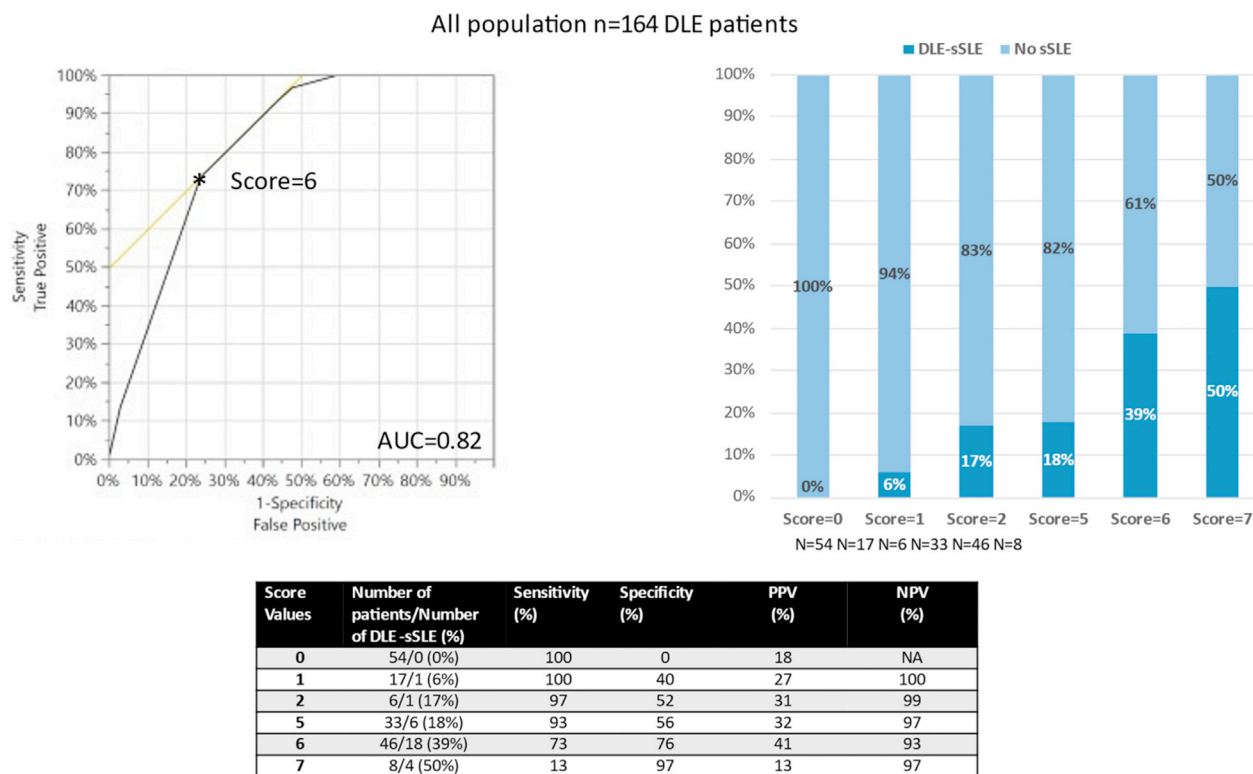 All population n=164 DLE patients
100%
90%
80%
70%
60%
50%
40%
30%
20%
10%
0%
Sensitivity
True Positive
* Score=6
AUC=0.82
0% 10% 20% 30% 40% 50% 60% 70% 80% 90%
1-Specificity
False Positive
DLE-sSLE No sSLE
100%
90%
80%
70%
60%
50%
40%
30%
20%
10%
0%
100%
0%
94%
6%
83%
17%
82%
18%
61%
39%
50%
50%
Score=0 Score=1 Score=2 Score=5 Score=6 Score=7
N=54 N=17 N=6 N=33 N=46 N=8
Score Values Number of patients/Number of DLE-sSLE (%) Sensitivity (%) Specificity (%) PPV (%) NPV (%)
0 54/0 (0%) 100 0 18 NA
1 17/1 (6%) 100 40 27 100
2 6/1 (17%) 97 52 31 99
5 33/6 (18%) 93 56 32 97
6 46/18 (39%) 73 76 41 93
7 8/4 (50%) 13 97 13 97